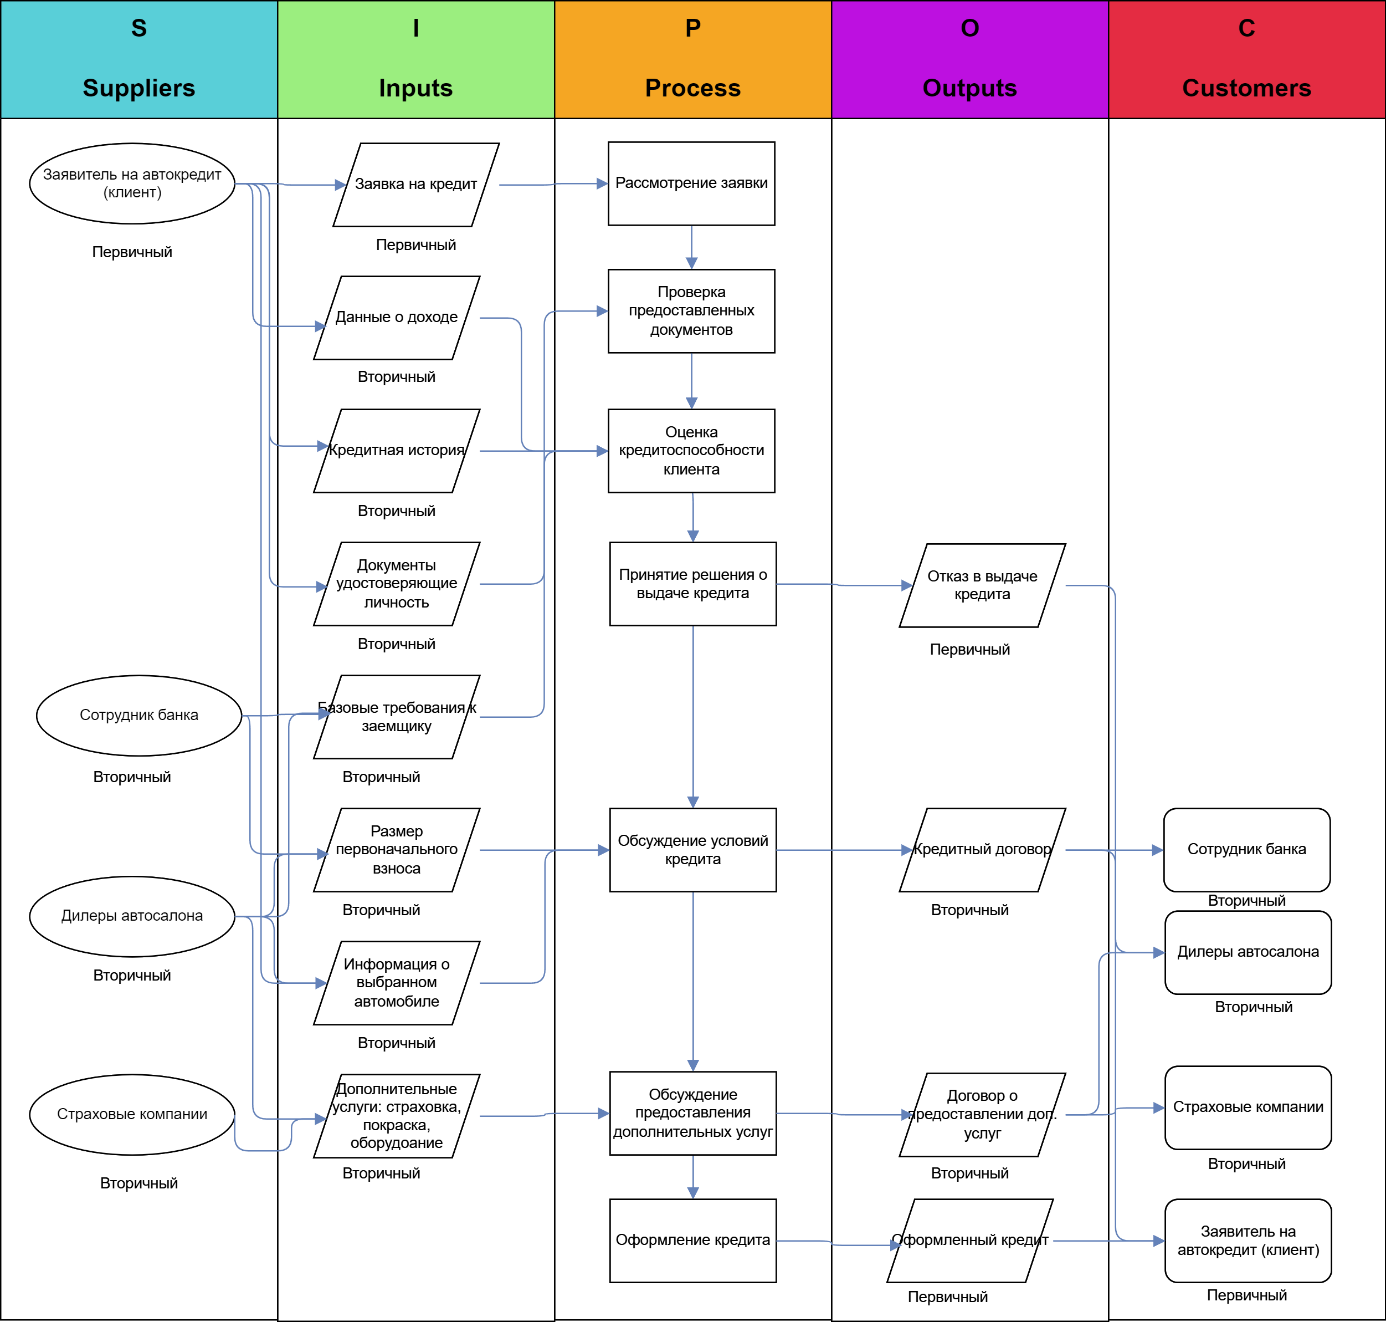 S
Suppliers
I
Inputs
P
Process
O
Outputs
C
Customers
Заявитель на автокредит
(клиент)
Первичный
Сотрудник банка
Вторичный
Дилеры автосалона
Вторичный
Страховые компании
Вторичный
Заявка на кредит
Первичный
Данные о доходе
Вторичный
Кредитная история
Вторичный
Документы
удостоверяющие
личность
Вторичный
Базовые требования к
заемщику
Вторичный
Размер
первоначального
взноса
Вторичный
Информация о
выбранном
автомобиле
Вторичный
Дополнительные
услуги: страховка,
покраска,
оборудоание
Вторичный
Рассмотрение заявки
Проверка
предоставленных
документов
Оценка
кредитоспособности
клиента
Принятие решения о
выдаче кредита
Обсуждение условий
кредита
Обсуждение
предоставления
дополнительных услуг
Оформление кредита
Отказ в выдаче
кредита
Первичный
Кредитный договор
Вторичный
Договор о
предоставлении доп.
услуг
Вторичный
Оформленный кредит
Первичный
Сотрудник банка
Вторичный
Дилеры автосалона
Вторичный
Страховые компании
Вторичный
Заявитель на
автокредит (клиент)
Первичный